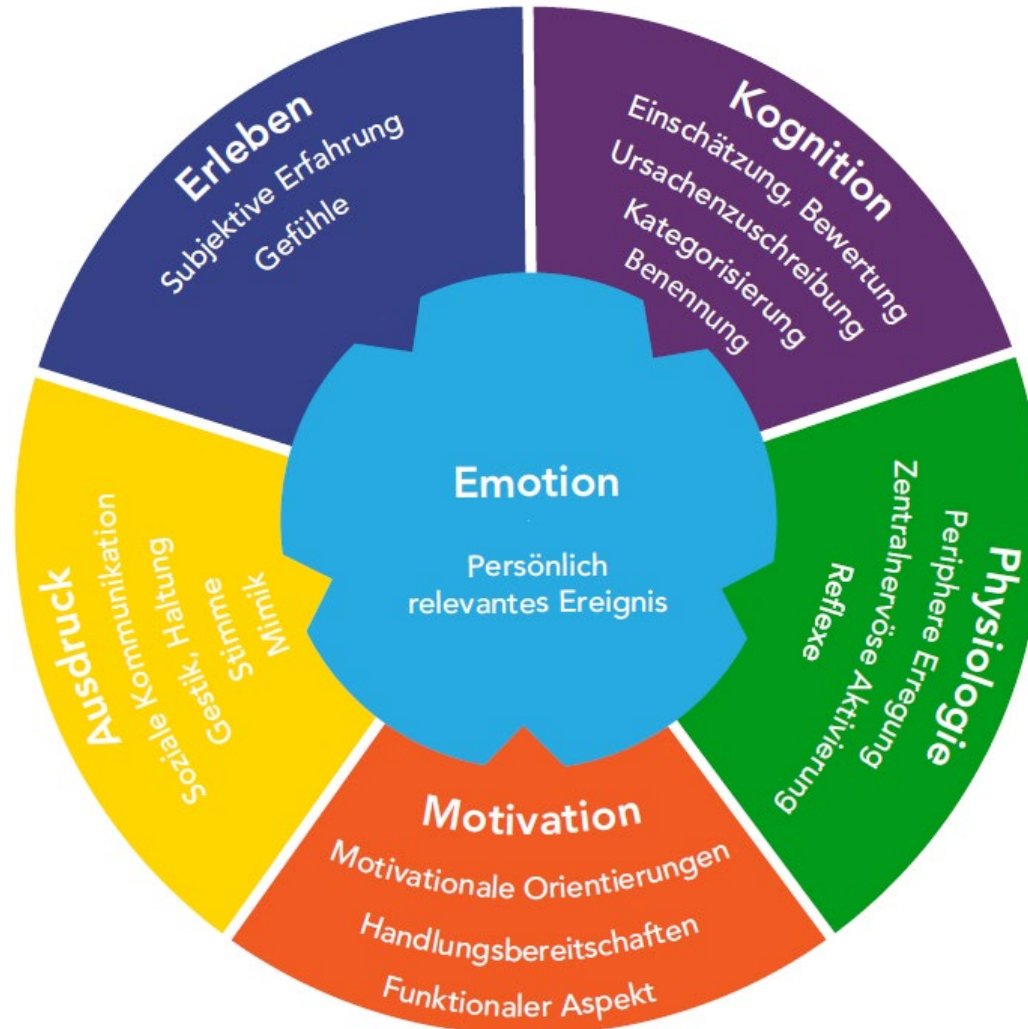 Erleben
Subjektive Erfahrung
Gefühle
Kognition
Einschätzung, Bewertung
Ursachenzuschreibung
Kategorisierung
Benennung
Emotion
Persönlich
relevantes Ereignis
Physiologie
Periphere Erregung
Zentralnervöse Aktivierung
Reflexe
Motivation
Motivationale Orientierungen
Handlungsbereitschaften
Funktionaler Aspekt
Ausdruck
Soziale Kommunikation
Gestik, Haltung
Stimme
Mimik